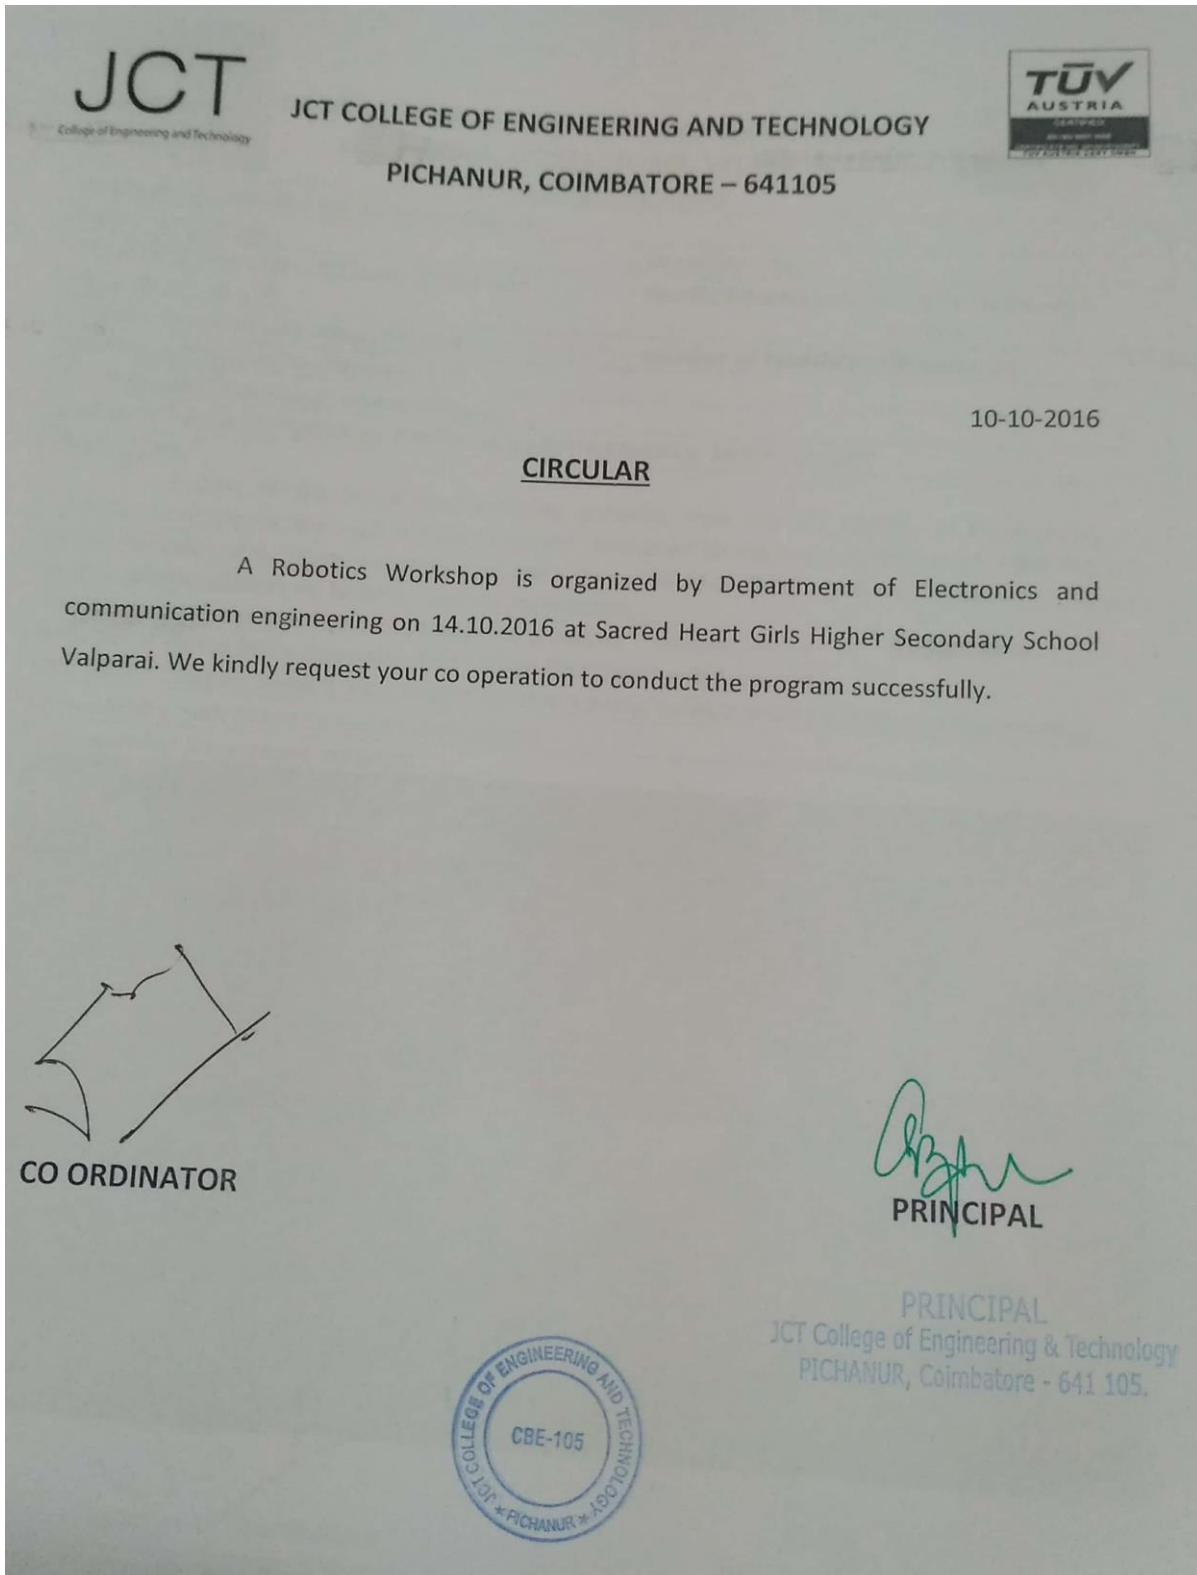 JCT
College of Engineering and Technology
TÜV
AUSTRIA
CERTIFIED
JCT COLLEGE OF ENGINEERING AND TECHNOLOGY
PICHANUR, COIMBATORE – 641105
10-10-2016
CIRCULAR
A Robotics Workshop is organized by Department of Electronics and
communication engineering on 14.10.2016 at Sacred Heart Girls Higher Secondary School
Valparai. We kindly request your co operation to conduct the program successfully.
CO ORDINATOR
PRINCIPAL
PRINCIPAL
JCT College of Engineering & Technology
PICHANUR, Coimbatore - 641 105.
JCT COLLEGE OF ENGINEERING AND TECHNOLOGY
CBE-105
* PICHANUR *